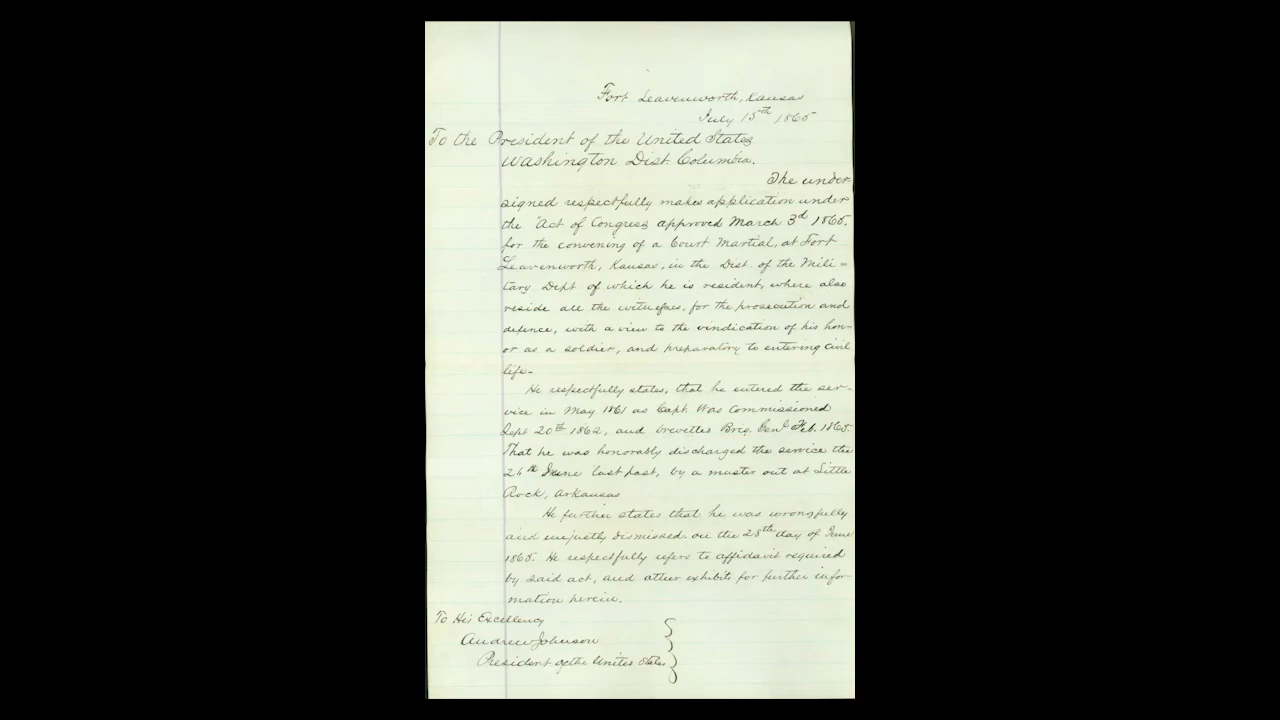 Fort Leavenworth, Kansas
July 15th 1865
To the President of the United States
Washington Dist. Columbia.
The under-
signed respectfully makes application under
the Act of Congress approved March 3d 1865.
for the convening of a Court Martial, at Fort
Leavenworth, Kansas, in the Dist. of the Mili-
tary Dept of which he is resident, where also
reside all the witnesses, for the prosecution and
defence, with a view to the vindication of his hon-
or as a soldier, and preparatory to entering civil
life-
He respectfully states, that he entered the ser-
vice in May 1861 as Capt. Was Commissioned
Sept 20th 1862, and brevetted Brig. Genl Feb. 1865
That he was honorably discharged the service the
26th June last past, by a muster out at Little
Rock, Arkansas
He further states that he was wrongfully
and unjustly dismissed on the 28th day of June
1865. He respectfully refers to affidavit required
by said act, and other exhibits for further infor-
mation herein.
To His Excellency
Andrew Johnson
President of the United States